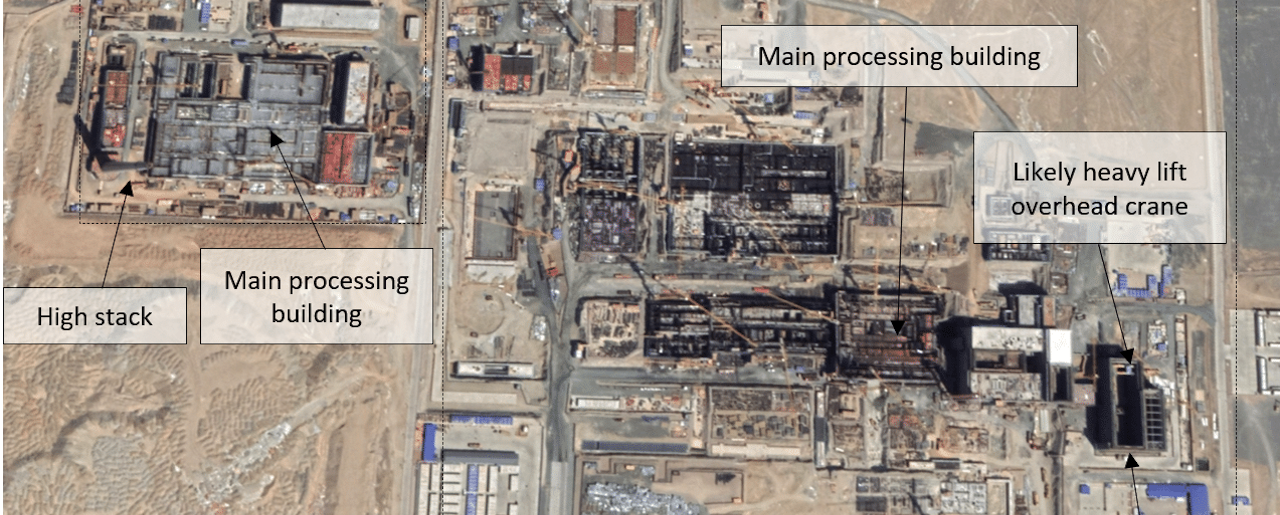 Main processing building
Likely heavy lift
overhead crane
Main processing
building
High stack